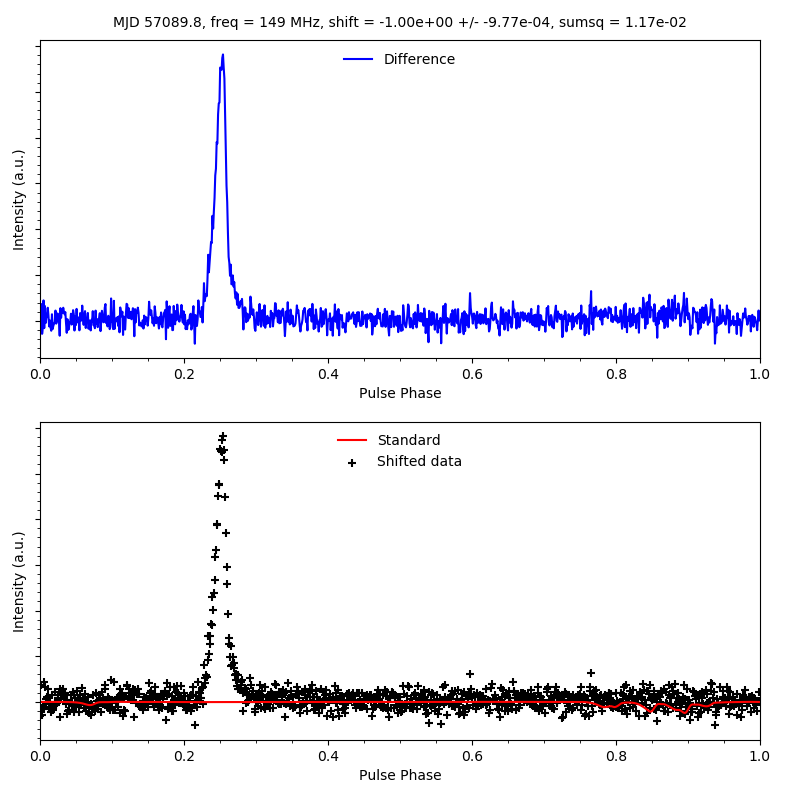 MJD 57089.8, freq = 149 MHz, shift = -1.00e+00 +/- -9.77e-04, sumsq = 1.17e-02
Difference
Intensity (a.u.)
0.0 0.2 0.4 0.6 0.8 1.0
Pulse Phase
Standard
Shifted data
Intensity (a.u.)
0.0 0.2 0.4 0.6 0.8 1.0
Pulse Phase